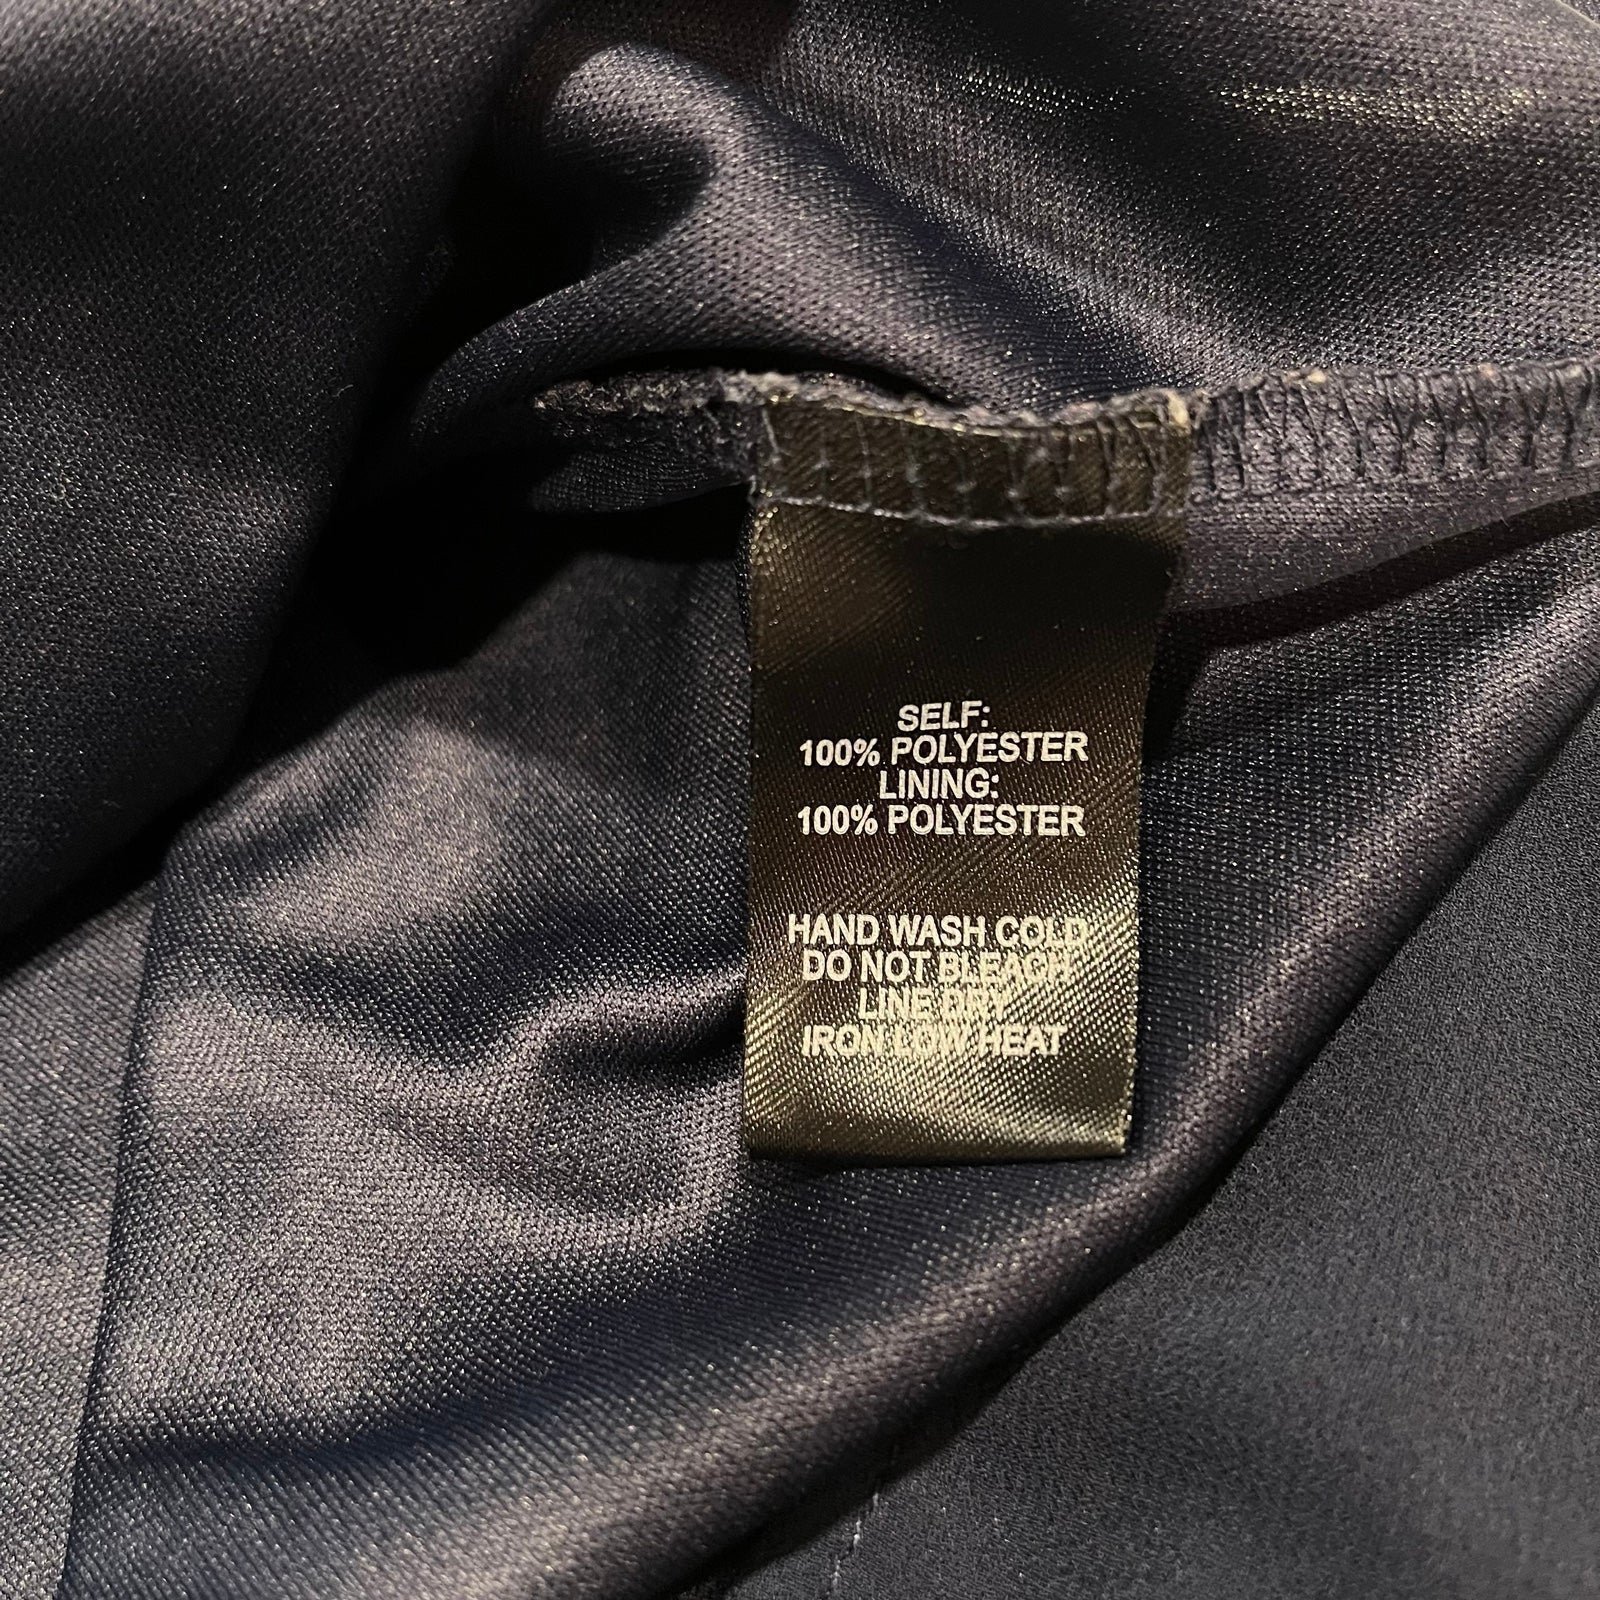 SELF:
100% POLYESTER
LINING:
100% POLYESTER
HAND WASH COLD
DO NOT BLEACH
LINE DRY
IRON LOW HEAT